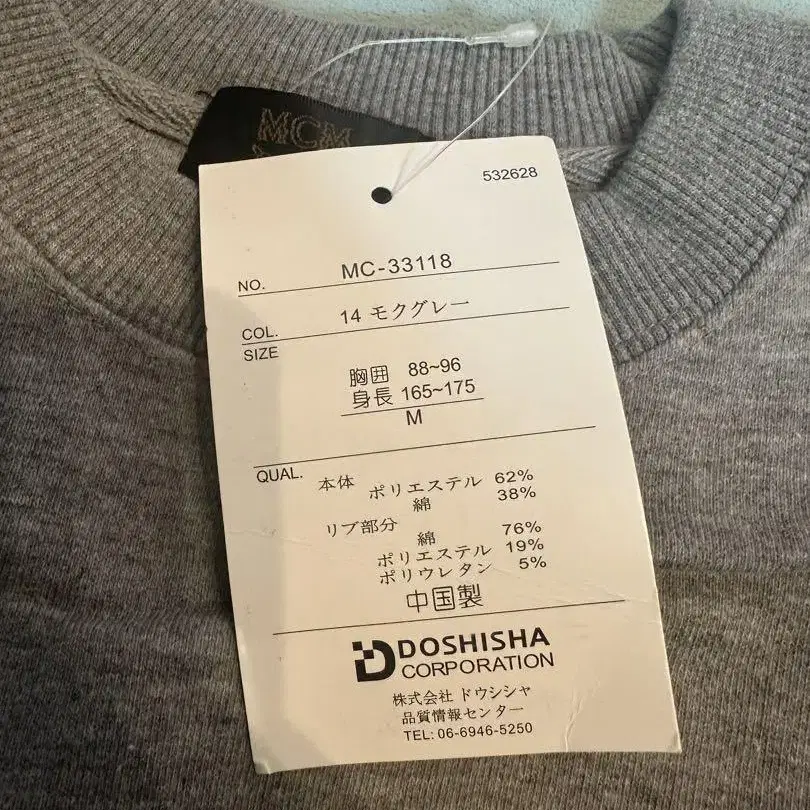 MCM
532628
NO. MC-33118
COL. 14 モクグレー
SIZE
胸囲 88~96
身長 165~175
M
QUAL. 本体 ポリエステル 62%
綿 38%
リブ部分 綿 76%
ポリエステル 19%
ポリウレタン 5%
中国製
DOSHISHA
CORPORATION
株式会社 ドウシシャ
品質情報センター
TEL: 06-6946-5250